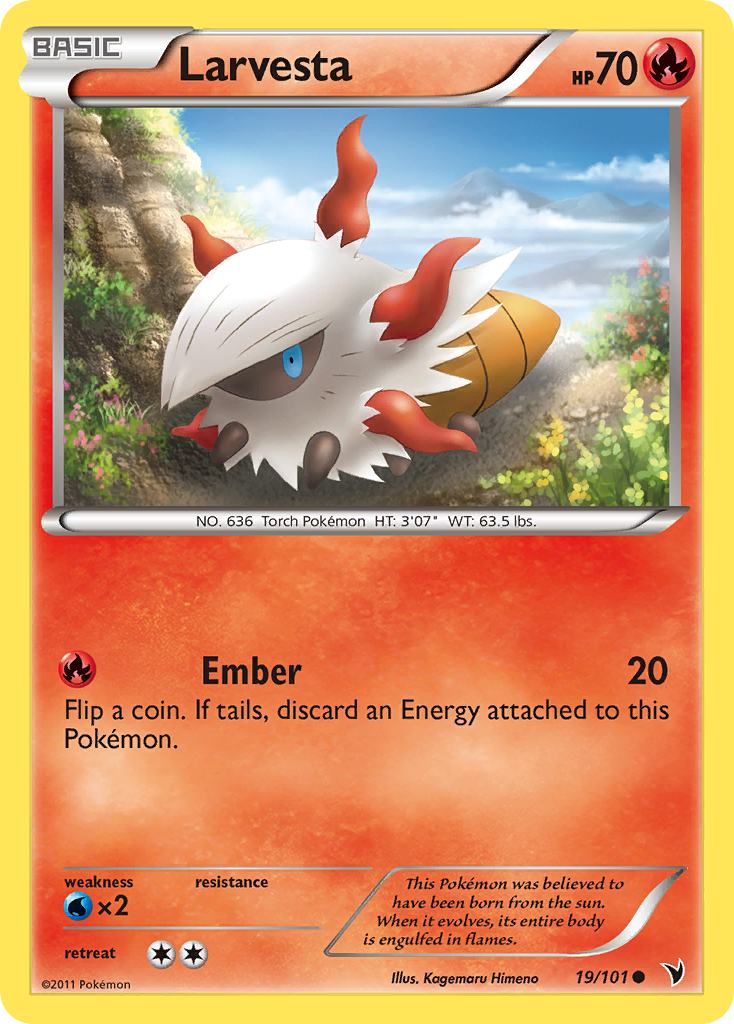 BASIC
Larvesta
HP 70
NO. 636 Torch Pokémon HT: 3'07" WT: 63.5 lbs.
Ember 20
Flip a coin. If tails, discard an Energy attached to this
Pokémon.
weakness resistance
×2
retreat
This Pokémon was believed to
have been born from the sun.
When it evolves, its entire body
is engulfed in flames.
©2011 Pokémon
Illus. Kagemaru Himeno
19/101